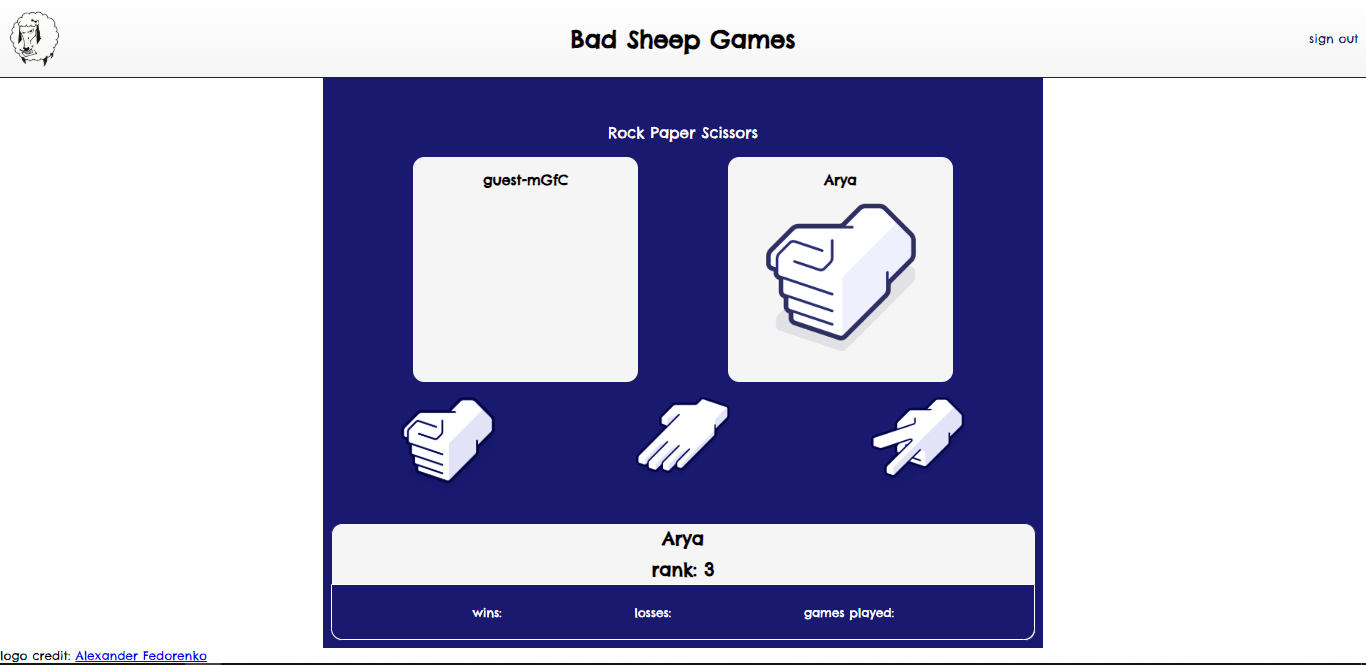 Bad Sheep Games
sign out
Rock Paper Scissors
guest-mGfC
Arya
Arya
rank: 3
wins:
losses:
games played:
logo credit: Alexander Fedorenko